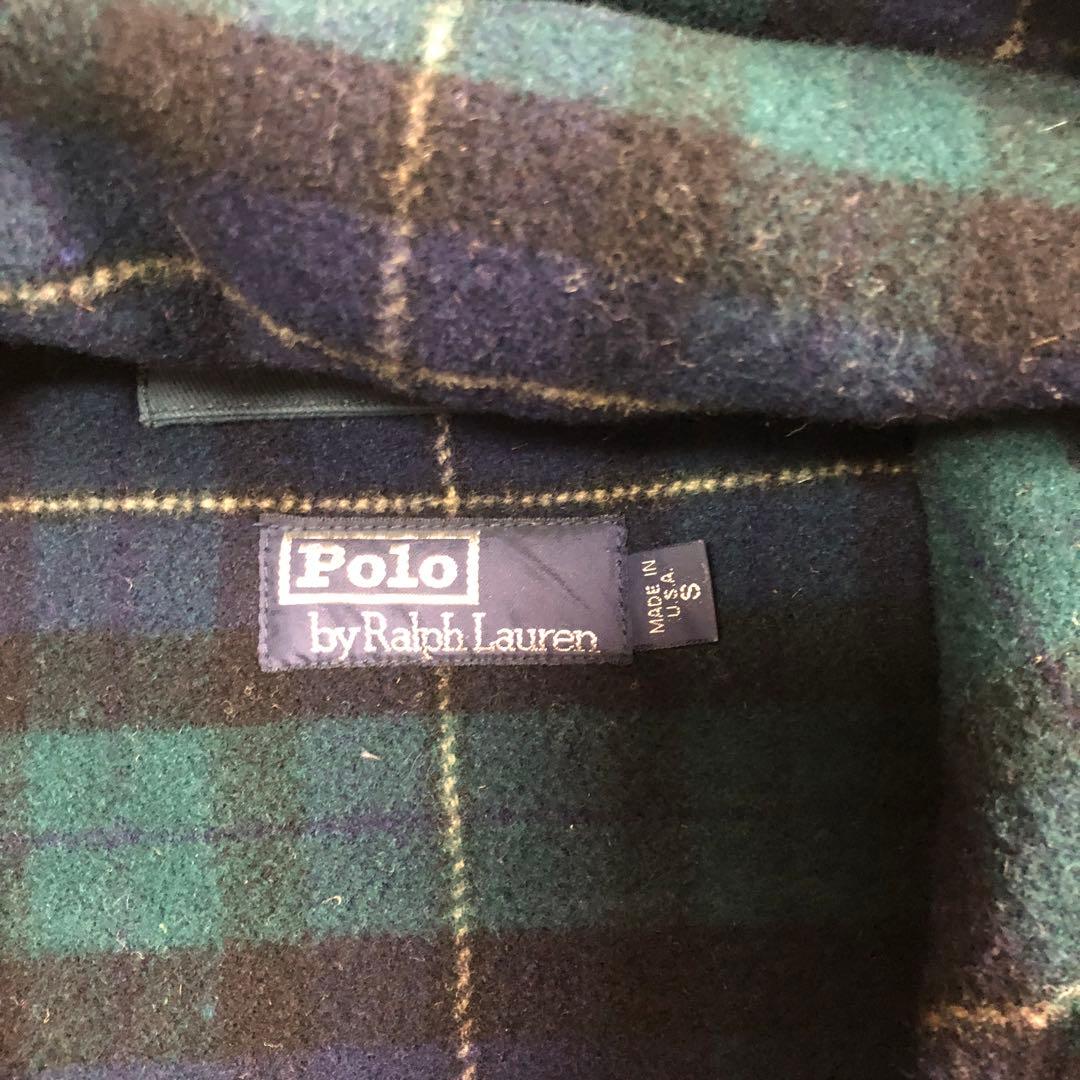 Polo
by Ralph Lauren
MADE IN
U.S.A.
S